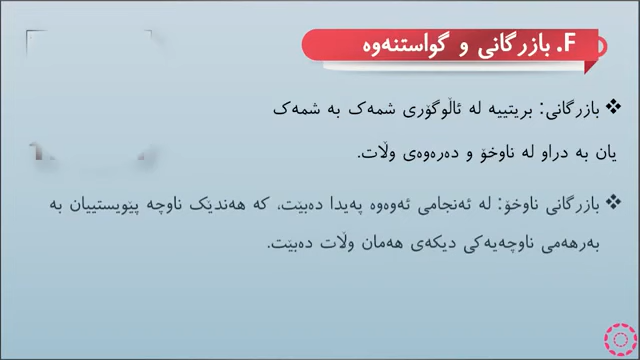 F. بازرگانی و گواستنەوە
❖ بازرگانی: بریتییە لە ئاڵوگۆری شمەک بە شمەک
یان بە دراو لە ناوخۆ و دەرەوەی وڵات.
❖ بازرگانی ناوخۆ: لە ئەنجامی ئەوەوە پەیدا دەبێت، کە هەندێک ناوچە پێویستییان بە
بەرهەمی ناوچەیەکی دیکەی هەمان وڵات دەبێت.